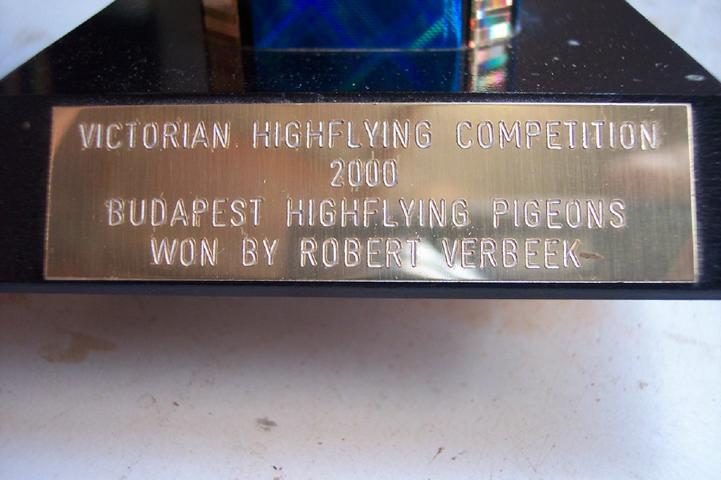 VICTORIAN HIGHFLYING COMPETITION
2000
BUDAPEST HIGHFLYING PIGEONS
WON BY ROBERT VERBEEK